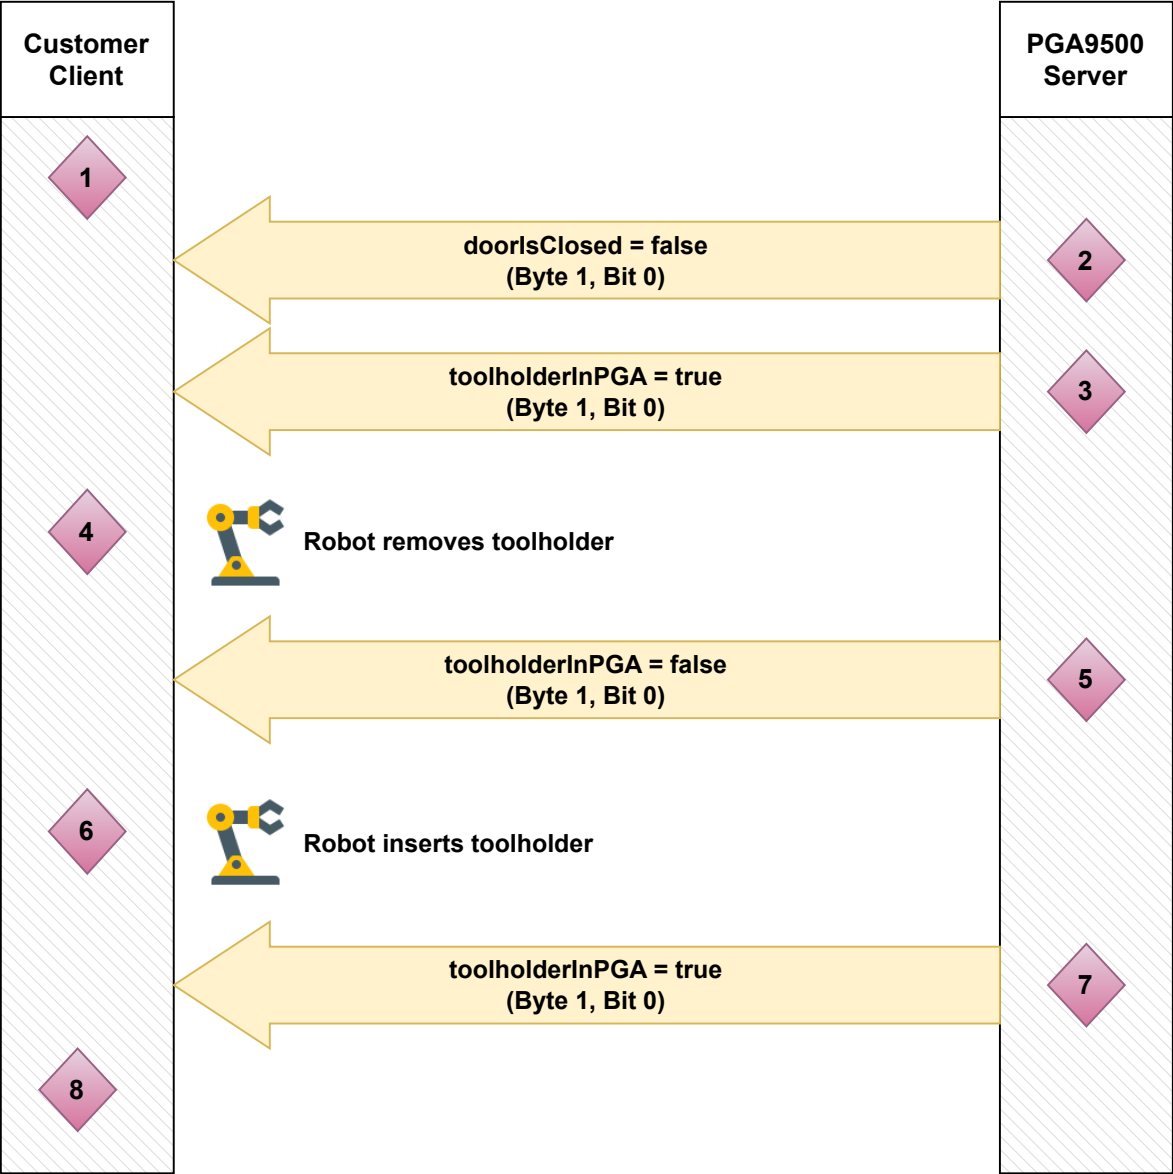 Customer
Client
PGA9500
Server
1
doorIsClosed = false
(Byte 1, Bit 0)
2
toolholderInPGA = true
(Byte 1, Bit 0)
3
4
Robot removes toolholder
toolholderInPGA = false
(Byte 1, Bit 0)
5
6
Robot inserts toolholder
toolholderInPGA = true
(Byte 1, Bit 0)
7
8